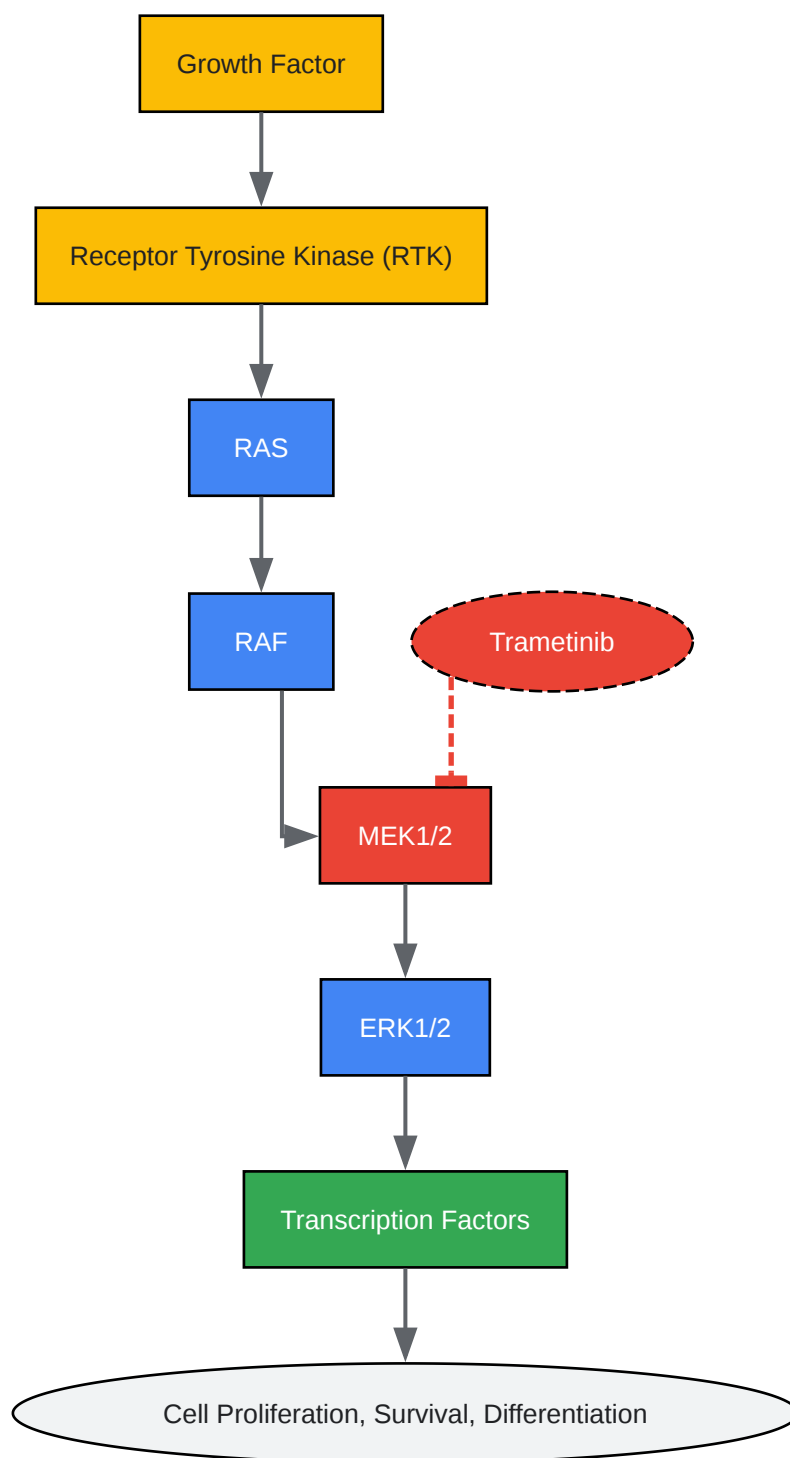 Growth Factor
Receptor Tyrosine Kinase (RTK)
RAS
RAF
Trametinib
MEK1/2
ERK1/2
Transcription Factors
Cell Proliferation, Survival, Differentiation